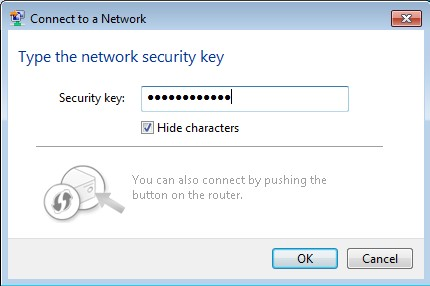 Connect to a Network
Type the network security key
Security key: ••••••••••••
Hide characters
You can also connect by pushing the
button on the router.
OK Cancel